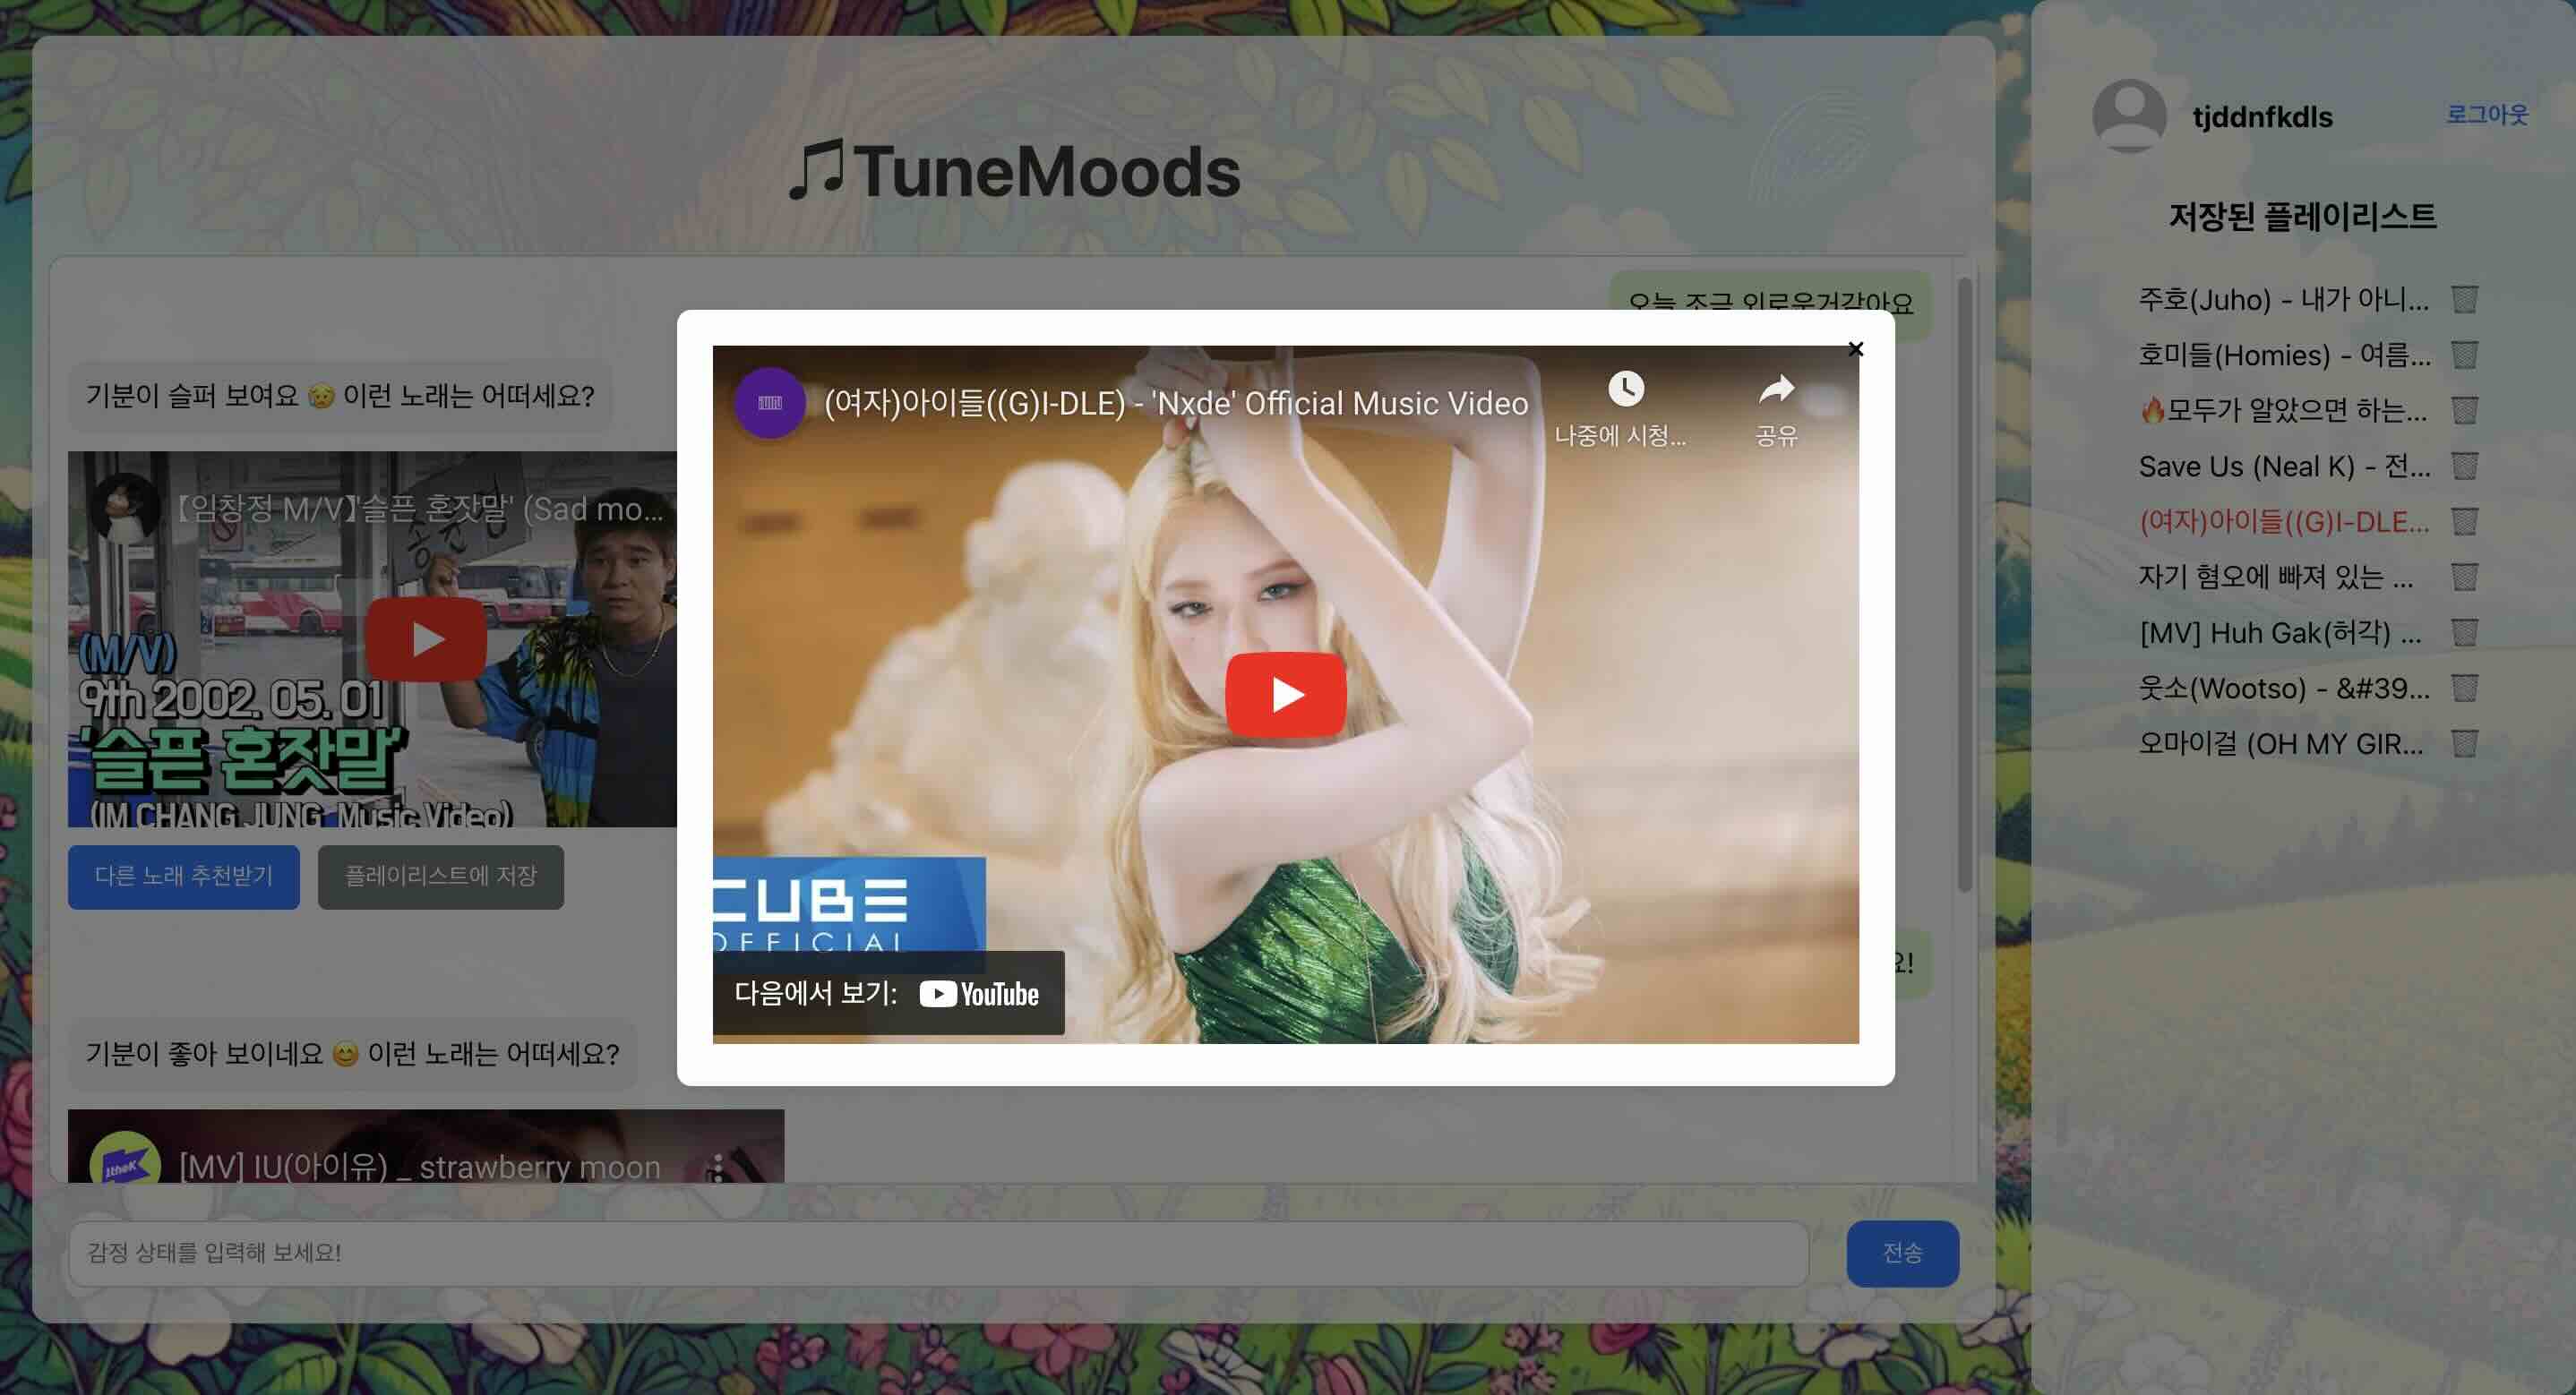 TuneMoods
오늘 조금 외로운거같아요
기분이 슬퍼 보여요 😥 이런 노래는 어떠세요?
【임창정 M/V】'슬픈 혼잣말' (Sad mo...
(M/V)
9th 2002. 05. 01
'슬픈 혼잣말'
(IM CHANG JUNG Music Video)
다른 노래 추천받기
플레이리스트에 저장
요!
기분이 좋아 보이네요 😊 이런 노래는 어떠세요?
1theK
[MV] IU(아이유) _ strawberry moon
감정 상태를 입력해 보세요!
전송
(여자)아이들((G)I-DLE) - 'Nxde' Official Music Video
나중에 시청...
공유
×
CUBE
OFFICIAL
다음에서 보기: YouTube
tjddnfkdls
로그아웃
저장된 플레이리스트
주호(Juho) - 내가 아니...
호미들(Homies) - 여름...
🔥모두가 알았으면 하는...
Save Us (Neal K) - 전...
(여자)아이들((G)I-DLE...
자기 혐오에 빠져 있는 ...
[MV] Huh Gak(허각) ...
웃소(Wootso) - &#39...
오마이걸 (OH MY GIR...